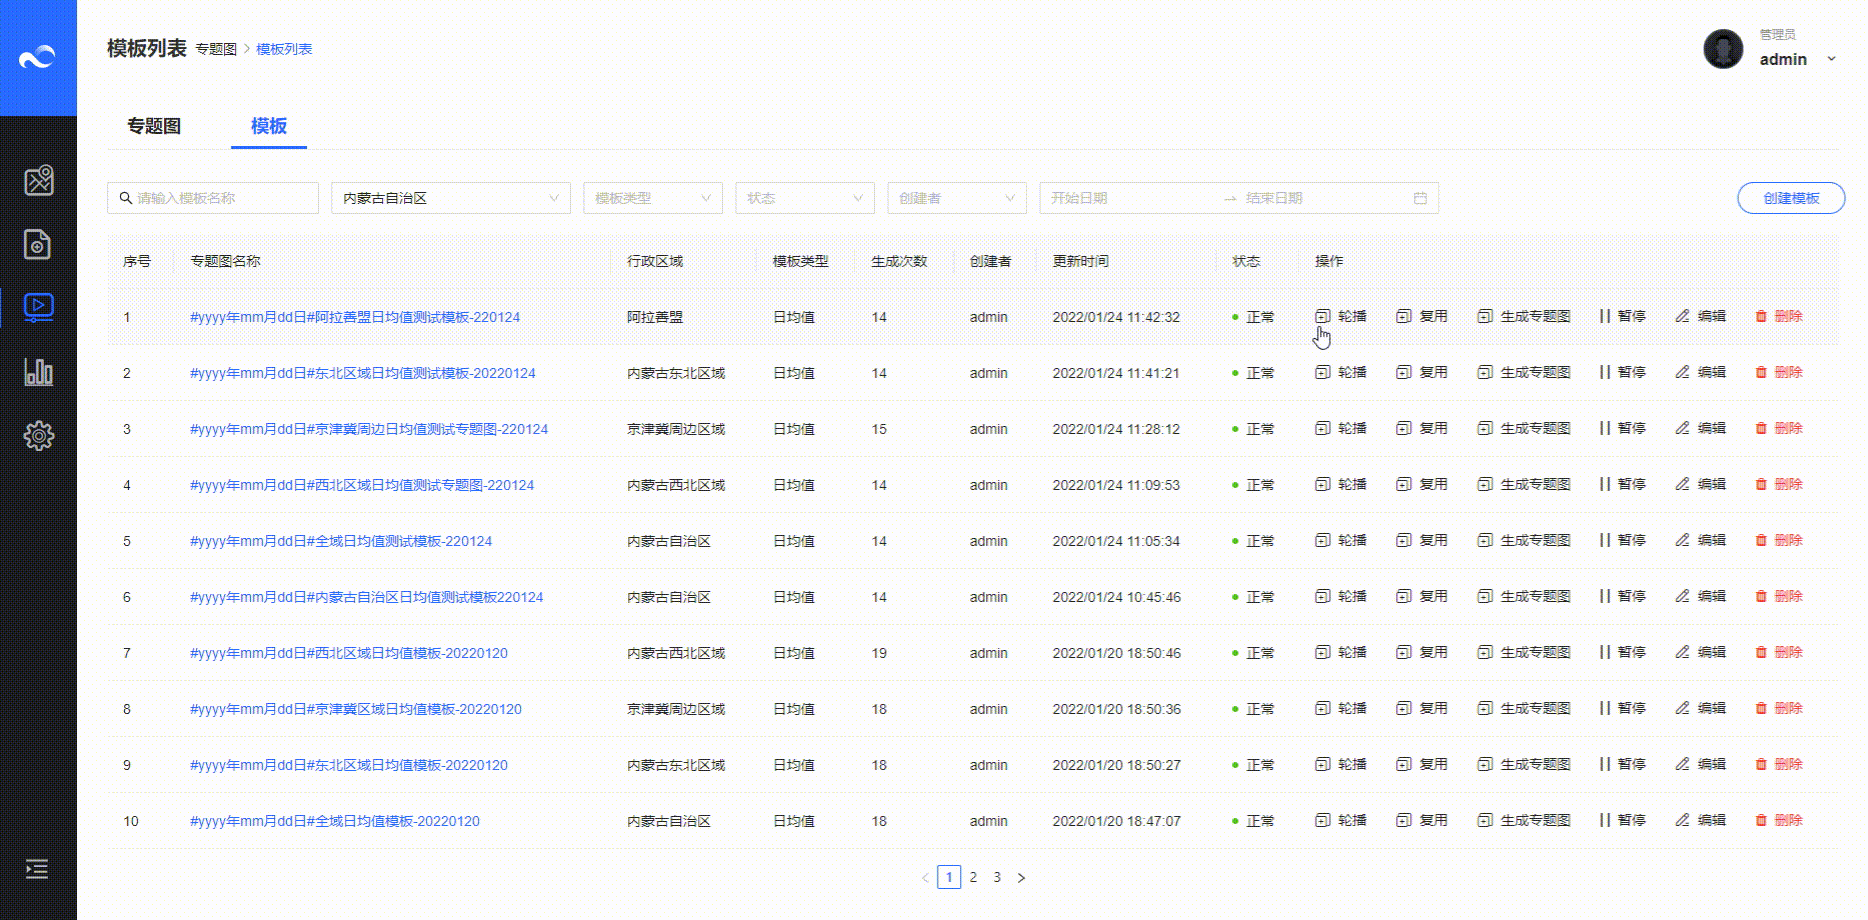 模板列表 专题图 > 模板列表
管理员
admin
专题图 模板
请输入模板名称 内蒙古自治区 模板类型 状态 创建者 开始日期 → 结束日期 创建模板
序号 专题图名称 行政区域 模板类型 生成次数 创建者 更新时间 状态 操作
1 #yyyy年mm月dd日#阿拉善盟日均值测试模板-220124 阿拉善盟 日均值 14 admin 2022/01/24 11:42:32 正常 轮播 复用 生成专题图 暂停 编辑 删除
2 #yyyy年mm月dd日#东北区域日均值测试模板-20220124 内蒙古东北区域 日均值 14 admin 2022/01/24 11:41:21 正常 轮播 复用 生成专题图 暂停 编辑 删除
3 #yyyy年mm月dd日#京津冀周边日均值测试专题图-220124 京津冀周边区域 日均值 15 admin 2022/01/24 11:28:12 正常 轮播 复用 生成专题图 暂停 编辑 删除
4 #yyyy年mm月dd日#西北区域日均值测试专题图-220124 内蒙古西北区域 日均值 14 admin 2022/01/24 11:09:53 正常 轮播 复用 生成专题图 暂停 编辑 删除
5 #yyyy年mm月dd日#全域日均值测试模板-220124 内蒙古自治区 日均值 14 admin 2022/01/24 11:05:34 正常 轮播 复用 生成专题图 暂停 编辑 删除
6 #yyyy年mm月dd日#内蒙古自治区日均值测试模板220124 内蒙古自治区 日均值 14 admin 2022/01/24 10:45:46 正常 轮播 复用 生成专题图 暂停 编辑 删除
7 #yyyy年mm月dd日#西北区域日均值模板-20220120 内蒙古西北区域 日均值 19 admin 2022/01/20 18:50:46 正常 轮播 复用 生成专题图 暂停 编辑 删除
8 #yyyy年mm月dd日#京津冀区域日均值模板-20220120 京津冀周边区域 日均值 18 admin 2022/01/20 18:50:36 正常 轮播 复用 生成专题图 暂停 编辑 删除
9 #yyyy年mm月dd日#东北区域日均值模板-20220120 内蒙古东北区域 日均值 18 admin 2022/01/20 18:50:27 正常 轮播 复用 生成专题图 暂停 编辑 删除
10 #yyyy年mm月dd日#全域日均值模板-20220120 内蒙古自治区 日均值 18 admin 2022/01/20 18:47:07 正常 轮播 复用 生成专题图 暂停 编辑 删除
< 1 2 3 >